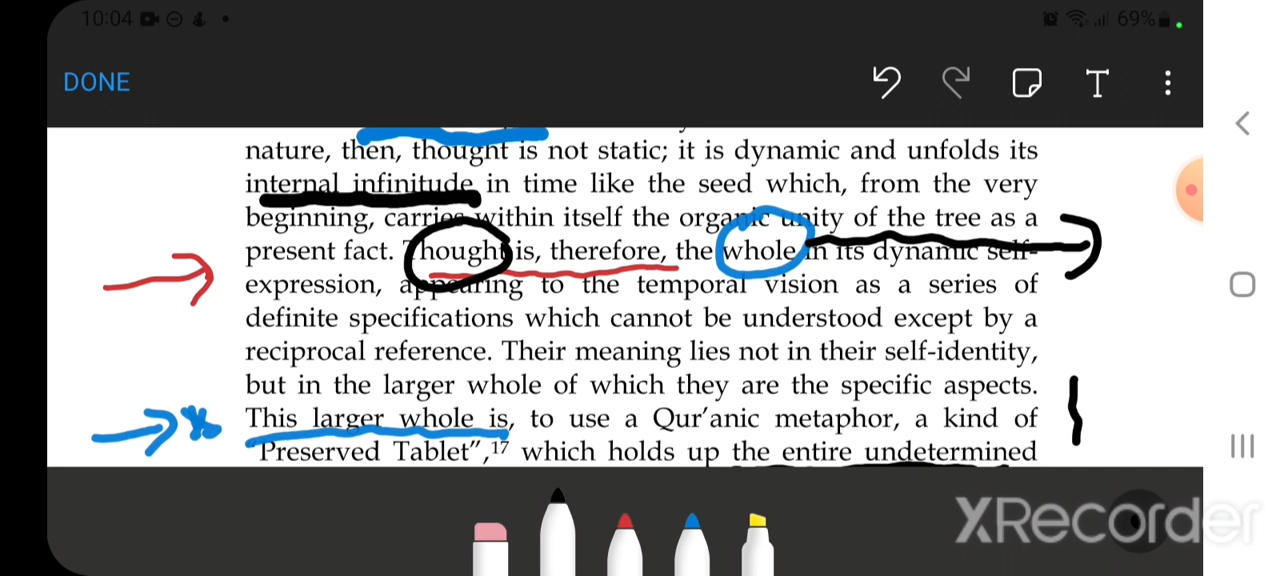 10:04
69%
DONE
T
nature, then, thought is not static; it is dynamic and unfolds its
internal infinitude in time like the seed which, from the very
beginning, carries within itself the organic unity of the tree as a
present fact. Thought is, therefore, the whole in its dynamic self-
expression, appearing to the temporal vision as a series of
definite specifications which cannot be understood except by a
reciprocal reference. Their meaning lies not in their self-identity,
but in the larger whole of which they are the specific aspects.
This larger whole is, to use a Qur’anic metaphor, a kind of
“Preserved Tablet”,¹⁷ which holds up the entire undetermined
XRecorder